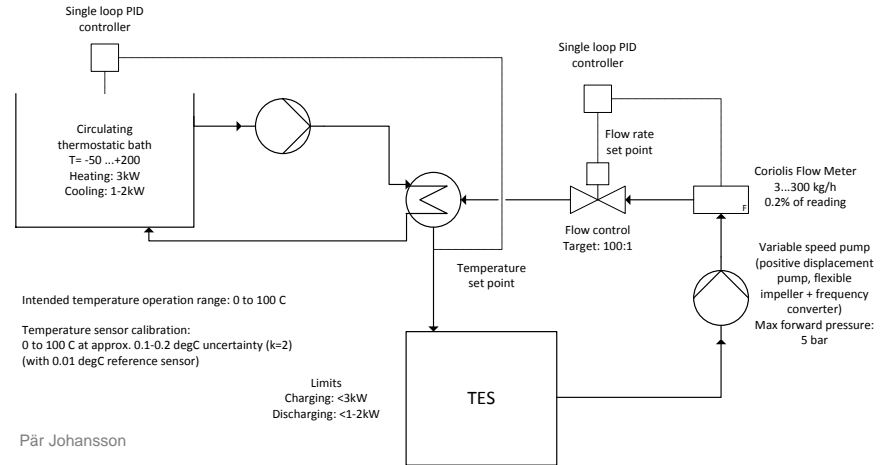 Single loop PID
controller
Circulating
thermostatic bath
T= -50 ...+200
Heating: 3kW
Cooling: 1-2kW
Single loop PID
controller
Flow rate
set point
Coriolis Flow Meter
3...300 kg/h
0.2% of reading
F
Flow control
Target: 100:1
Temperature
set point
Variable speed pump
(positive displacement
pump, flexible
impeller + frequency
converter)
Max forward pressure:
5 bar
Intended temperature operation range: 0 to 100 C
Temperature sensor calibration:
0 to 100 C at approx. 0.1-0.2 degC uncertainty (k=2)
(with 0.01 degC reference sensor)
Limits
Charging: <3kW
Discharging: <1-2kW
TES
Pär Johansson